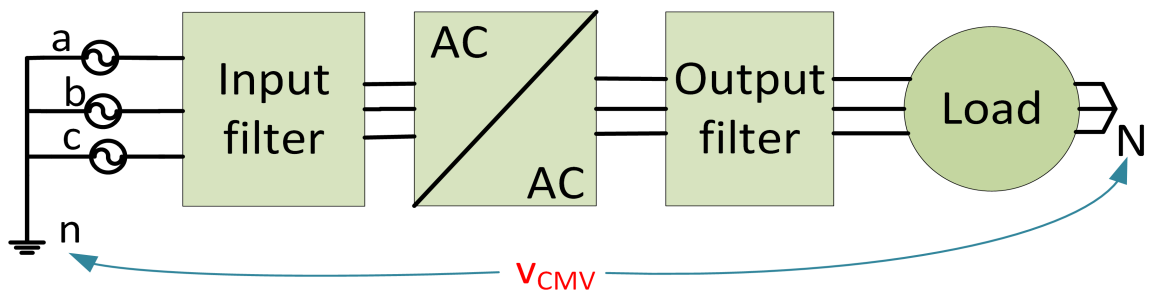 a
b
c
n
Input
filter
AC
AC
Output
filter
Load
N
vCMV